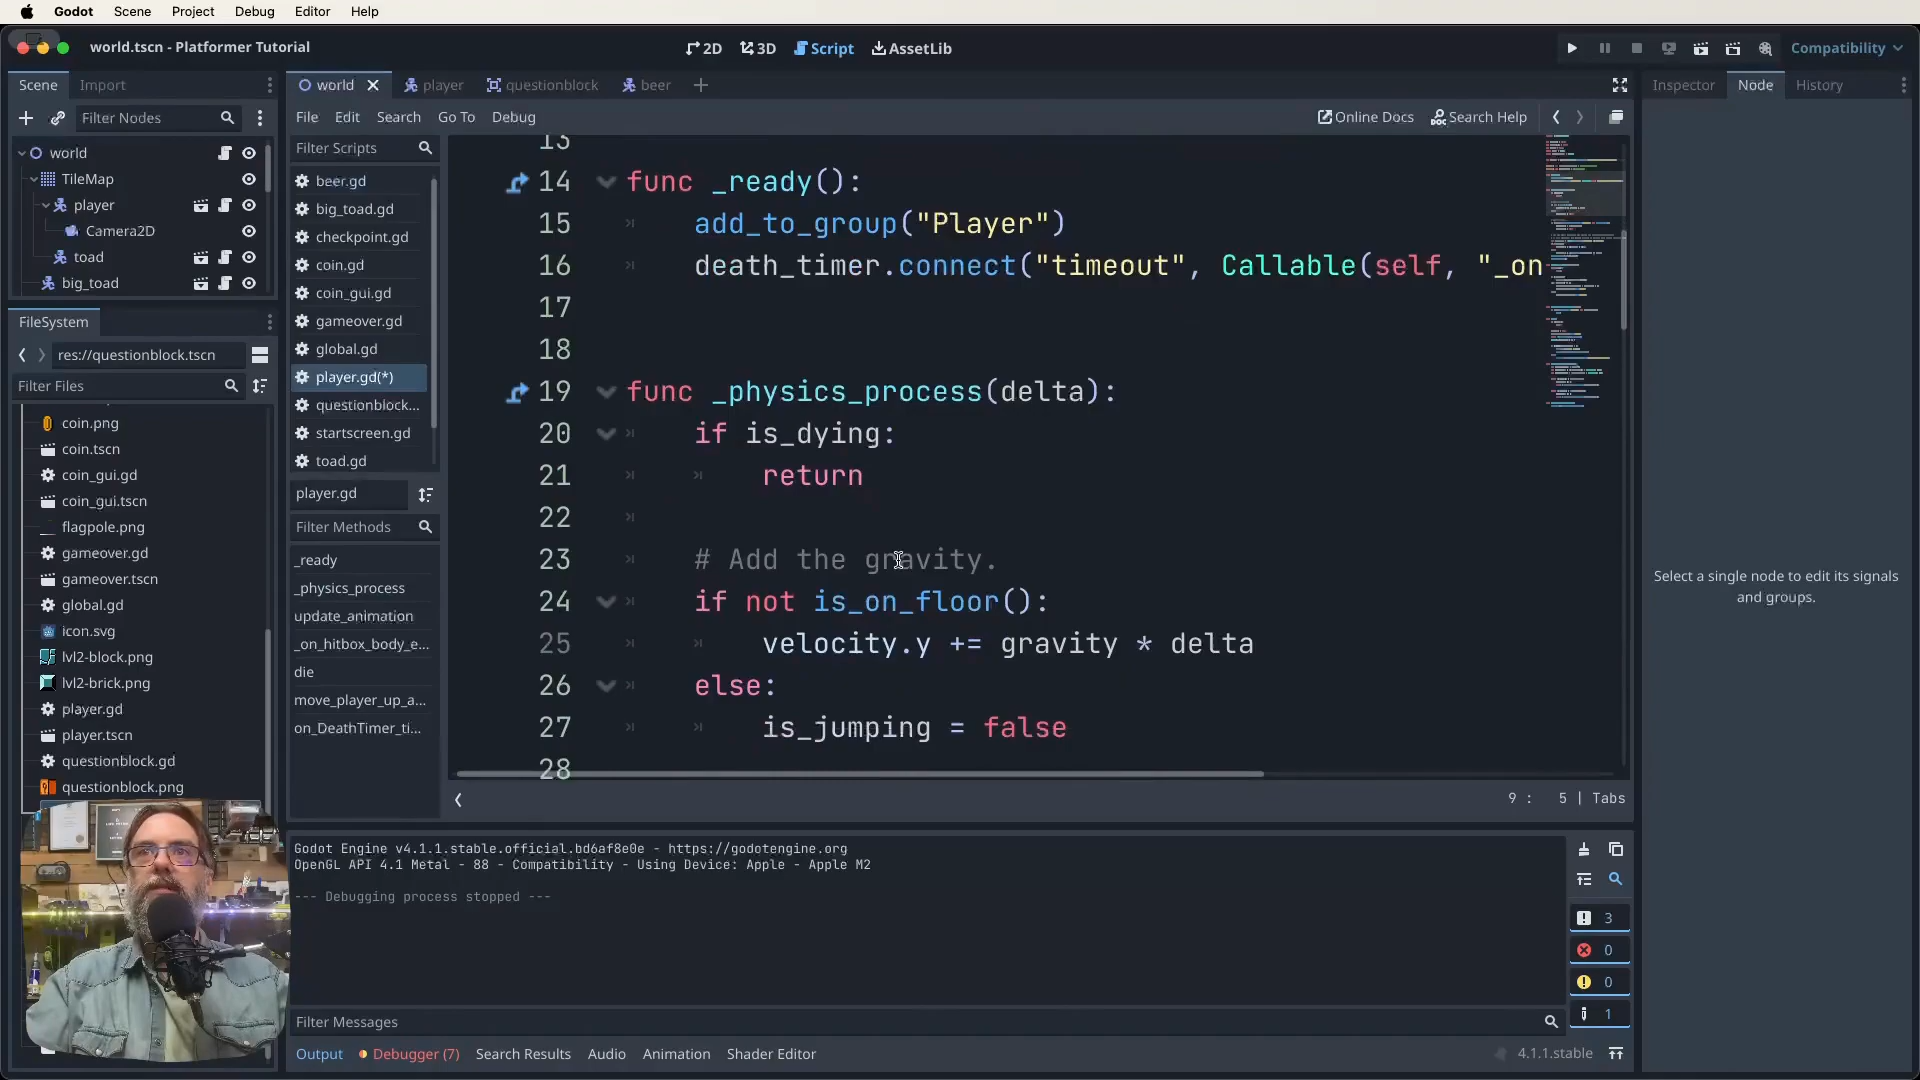 Godot Scene Project Debug Editor Help
world.tscn - Platformer Tutorial
2D 3D Script AssetLib
Compatibility
Scene Import
world player questionblock beer
Inspector Node History
Filter Nodes
File Edit Search Go To Debug
Online Docs Search Help
world
TileMap
player
Camera2D
toad
big_toad
FileSystem
res://questionblock.tscn
Filter Files
coin.png
coin.tscn
coin_gui.gd
coin_gui.tscn
flagpole.png
gameover.gd
gameover.tscn
global.gd
icon.svg
lvl2-block.png
lvl2-brick.png
player.gd
player.tscn
questionblock.gd
questionblock.png
Filter Scripts
beer.gd
big_toad.gd
checkpoint.gd
coin.gd
coin_gui.gd
gameover.gd
global.gd
player.gd(*)
questionblock...
startscreen.gd
toad.gd
player.gd
Filter Methods
_ready
_physics_process
update_animation
_on_hitbox_body_e...
die
move_player_up_a...
on_DeathTimer_ti...
13
14 func _ready():
15 add_to_group("Player")
16 death_timer.connect("timeout", Callable(self, "_on
17
18
19 func _physics_process(delta):
20 if is_dying:
21 return
22
23 # Add the gravity.
24 if not is_on_floor():
25 velocity.y += gravity * delta
26 else:
27 is_jumping = false
28
9 : 5 | Tabs
Select a single node to edit its signals
and groups.
Godot Engine v4.1.1.stable.official.bd6af8e0e - https://godotengine.org
OpenGL API 4.1 Metal - 88 - Compatibility - Using Device: Apple - Apple M2
--- Debugging process stopped ---
3
0
0
1
Filter Messages
Output Debugger (7) Search Results Audio Animation Shader Editor
4.1.1.stable